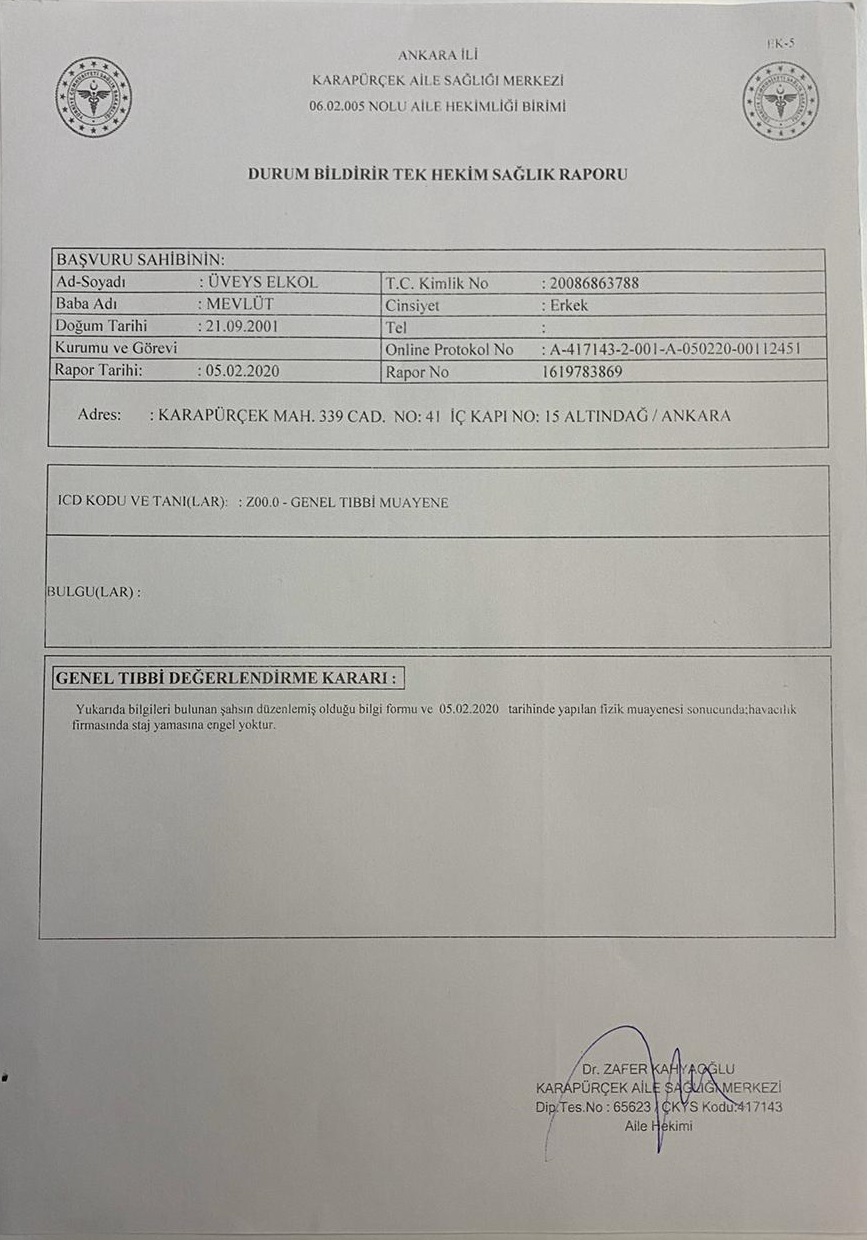 EK-5
ANKARA İLİ
KARAPÜRÇEK AİLE SAĞLIĞI MERKEZİ
06.02.005 NOLU AİLE HEKİMLİĞİ BİRİMİ
DURUM BİLDİRİR TEK HEKİM SAĞLIK RAPORU
BAŞVURU SAHİBİNİN:
Ad-Soyadı : ÜVEYS ELKOL T.C. Kimlik No : 20086863788
Baba Adı : MEVLÜT Cinsiyet : Erkek
Doğum Tarihi : 21.09.2001 Tel :
Kurumu ve Görevi Online Protokol No : A-417143-2-001-A-050220-00112451
Rapor Tarihi: : 05.02.2020 Rapor No 1619783869
Adres: : KARAPÜRÇEK MAH. 339 CAD. NO: 41 İÇ KAPI NO: 15 ALTINDAĞ / ANKARA
ICD KODU VE TANI(LAR): : Z00.0 - GENEL TIBBİ MUAYENE
BULGU(LAR) :
GENEL TIBBİ DEĞERLENDİRME KARARI :
Yukarıda bilgileri bulunan şahsın düzenlemiş olduğu bilgi formu ve 05.02.2020 tarihinde yapılan fizik muayenesi sonucunda;havacılık
firmasında staj yamasına engel yoktur.
Dr. ZAFER KAHYAOĞLU
KARAPÜRÇEK AİLE SAĞLIĞI MERKEZİ
Dip.Tes.No : 65623 / ÇKYS Kodu:417143
Aile Hekimi